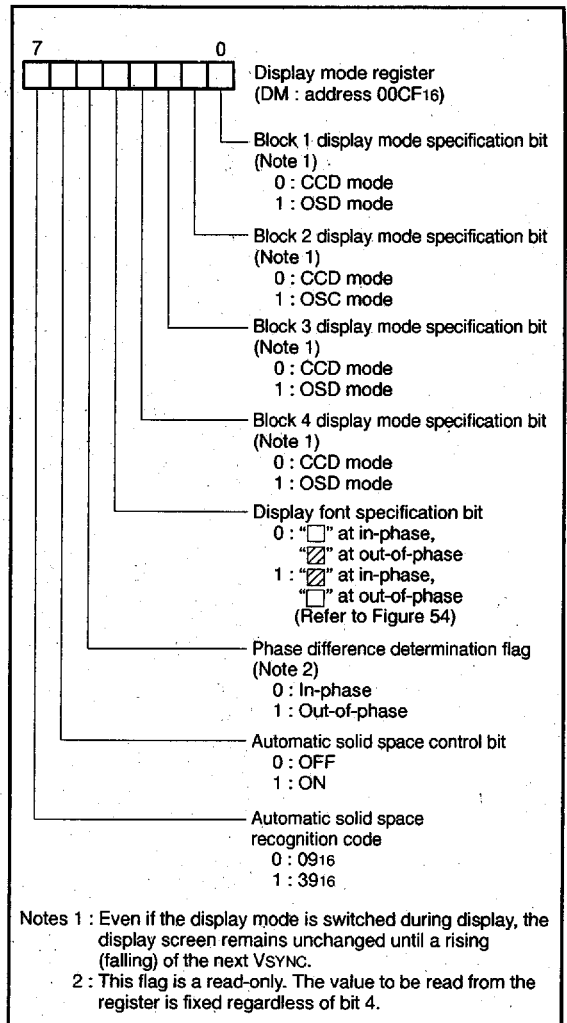 7 0
Display mode register
(DM : address 00CF16)
Block 1 display mode specification bit
(Note 1)
0 : CCD mode
1 : OSD mode
Block 2 display mode specification bit
(Note 1)
0 : CCD mode
1 : OSC mode
Block 3 display mode specification bit
(Note 1)
0 : CCD mode
1 : OSD mode
Block 4 display mode specification bit
(Note 1)
0 : CCD mode
1 : OSD mode
Display font specification bit
0 : “□” at in-phase,
“▨” at out-of-phase
1 : “▨” at in-phase,
“□” at out-of-phase
(Refer to Figure 54)
Phase difference determination flag
(Note 2)
0 : In-phase
1 : Out-of-phase
Automatic solid space control bit
0 : OFF
1 : ON
Automatic solid space
recognition code
0 : 0916
1 : 3916
Notes 1 : Even if the display mode is switched during display, the
display screen remains unchanged until a rising
(falling) of the next VSYNC.
2 : This flag is a read-only. The value to be read from the
register is fixed regardless of bit 4.